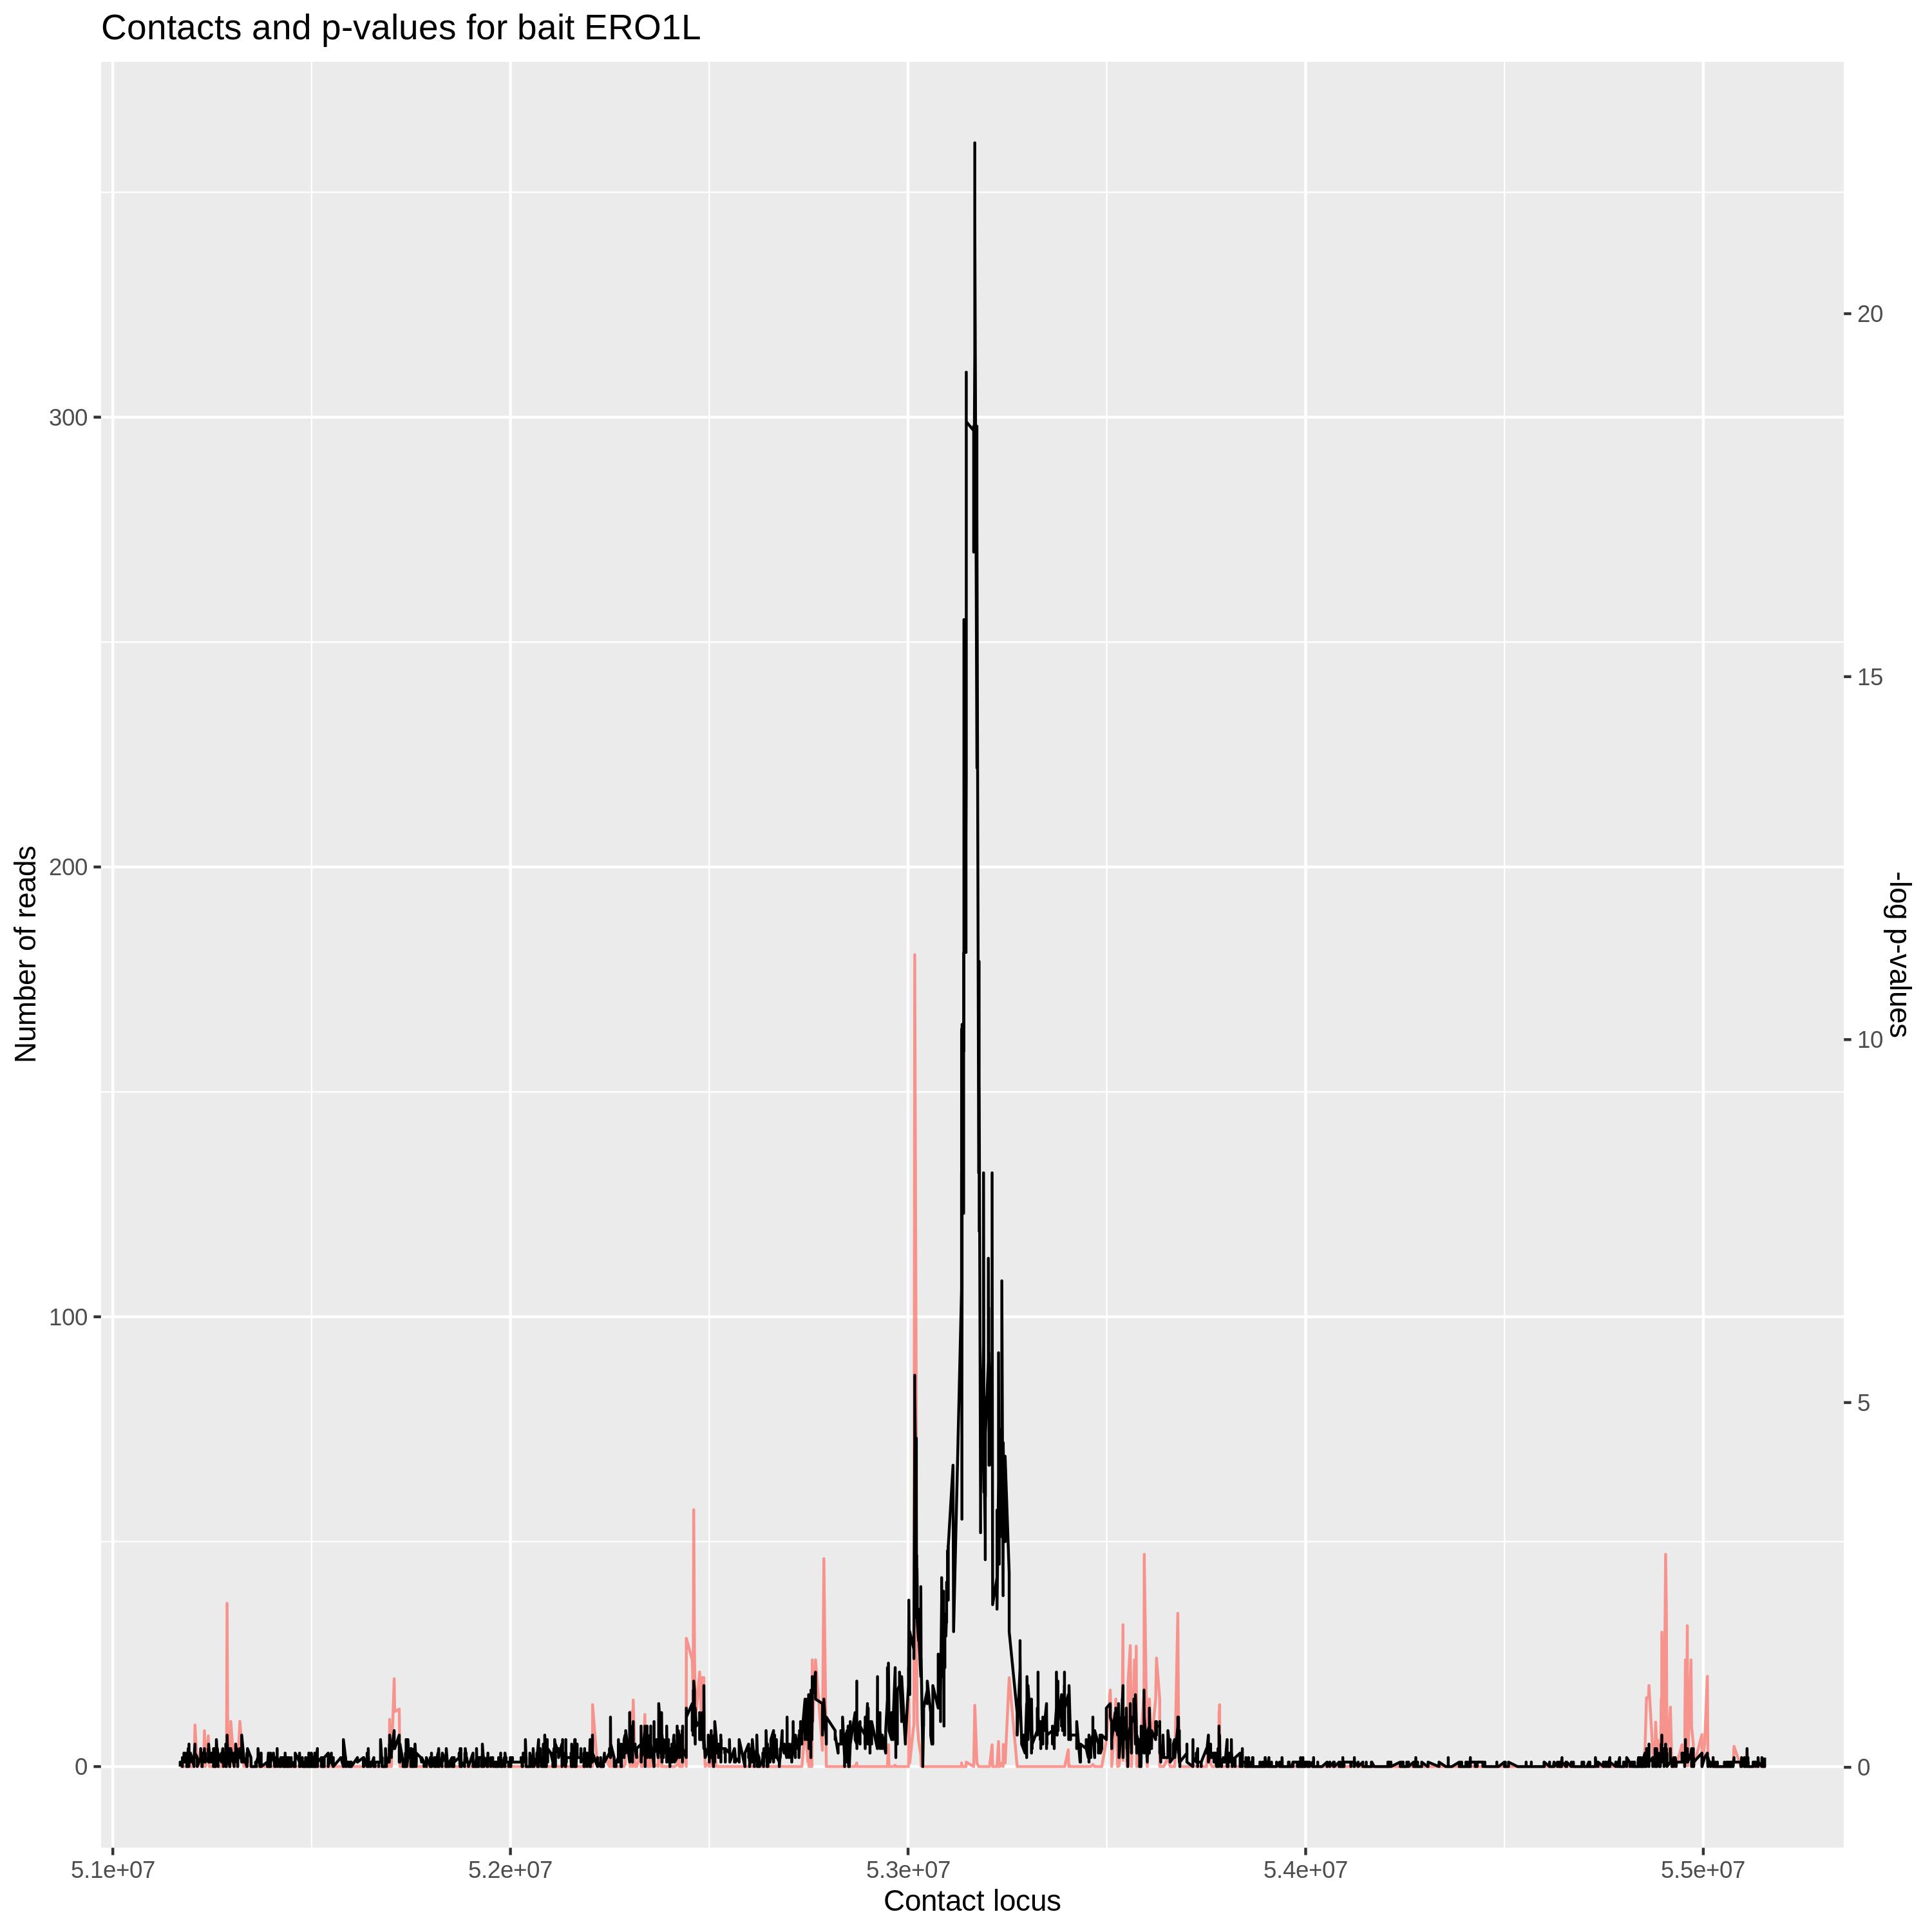 Contacts and p-values for bait ERO1L
Number of reads
300
200
100
0
20
15
10
5
0
-log p-values
5.1e+07
5.2e+07
5.3e+07
5.4e+07
5.5e+07
Contact locus